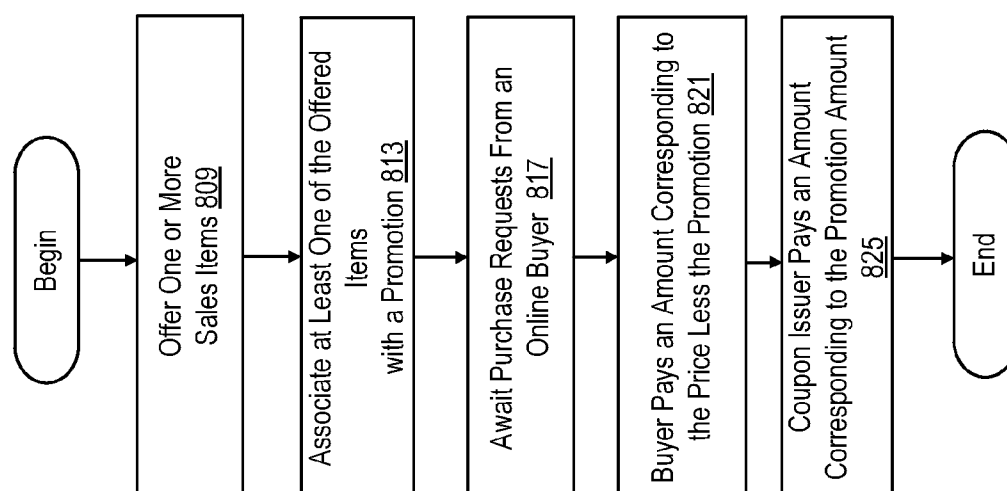 Begin
Offer One or More
Sales Items 809
Associate at Least One of the Offered
Items
with a Promotion 813
Await Purchase Requests From an
Online Buyer 817
Buyer Pays an Amount Corresponding to
the Price Less the Promotion 821
Coupon Issuer Pays an Amount
Corresponding to the Promotion Amount
825
End